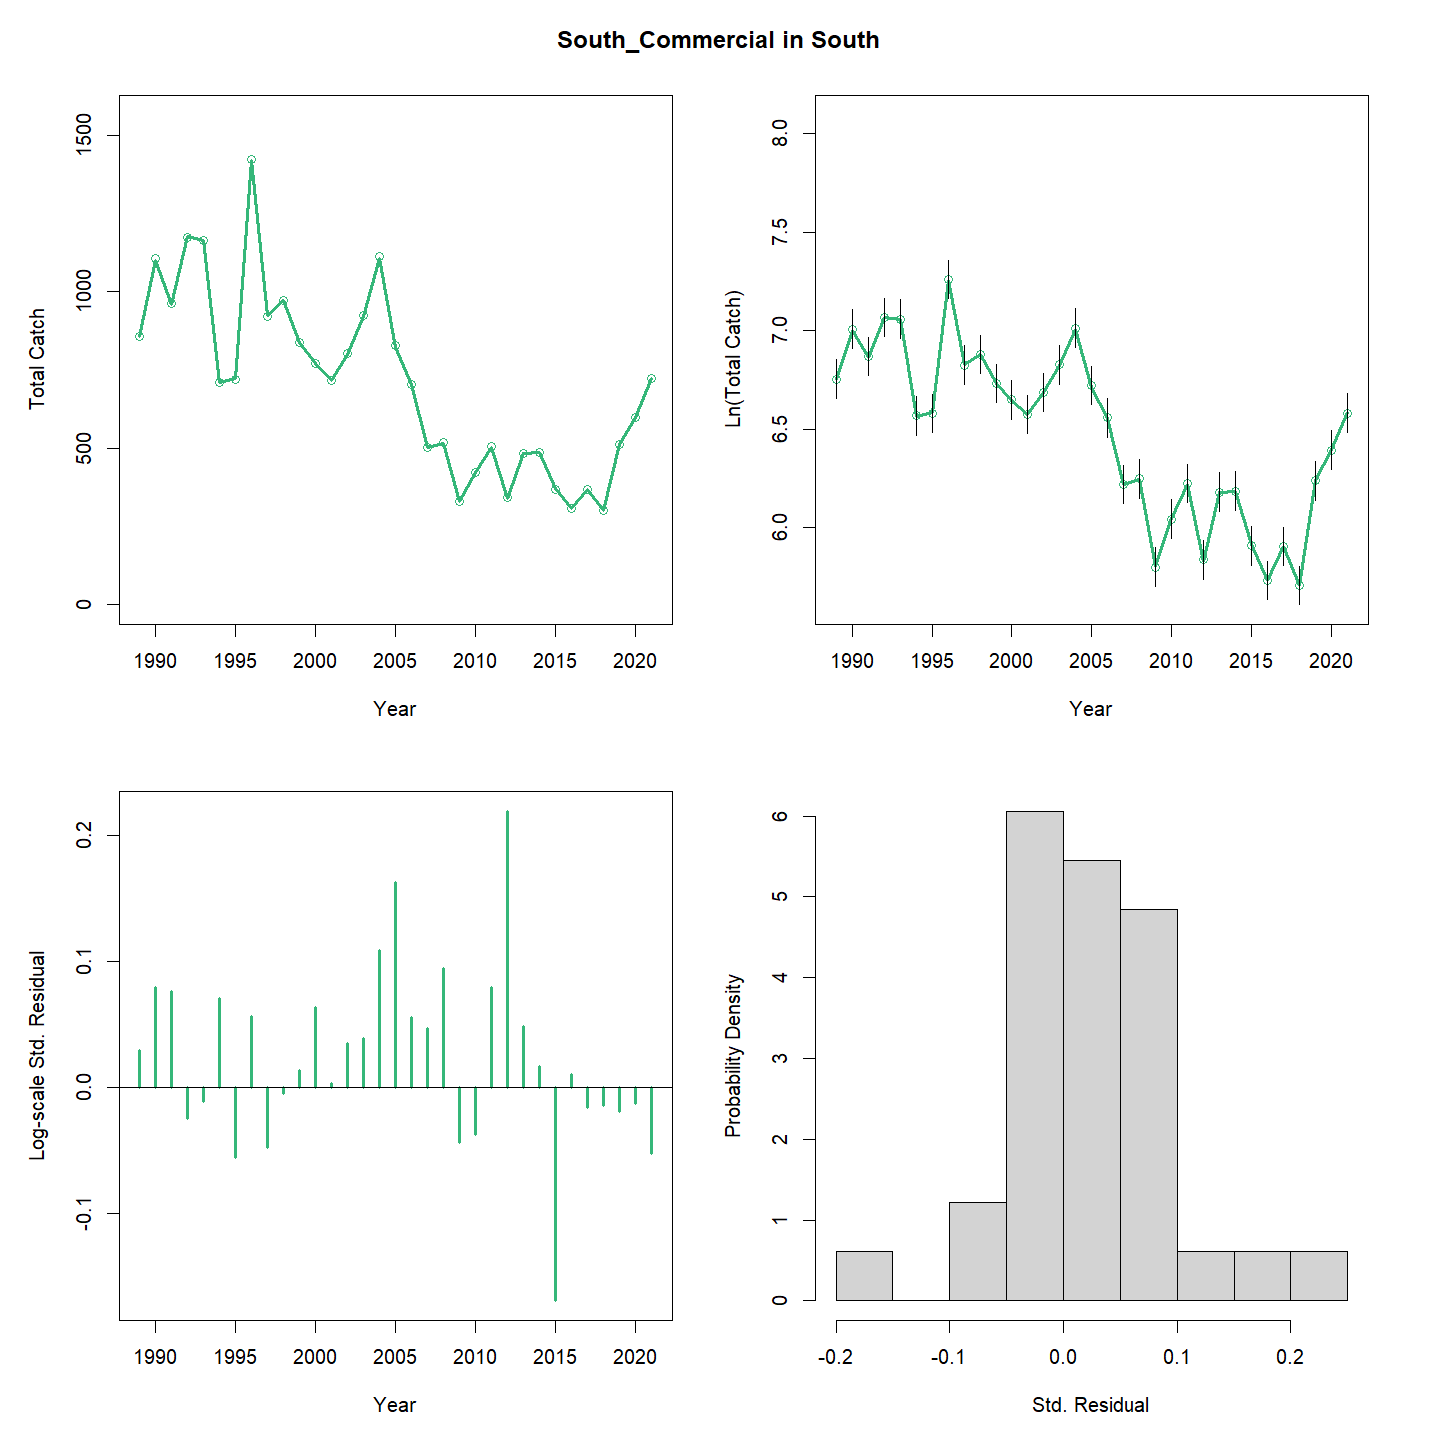 South_Commercial in South
Total Catch
1500
1000
500
0
1990 1995 2000 2005 2010 2015 2020
Year
Ln(Total Catch)
8.0
7.5
7.0
6.5
6.0
1990 1995 2000 2005 2010 2015 2020
Year
Log-scale Std. Residual
0.2
0.1
0.0
-0.1
1990 1995 2000 2005 2010 2015 2020
Year
Probability Density
6
5
4
3
2
1
0
-0.2 -0.1 0.0 0.1 0.2
Std. Residual